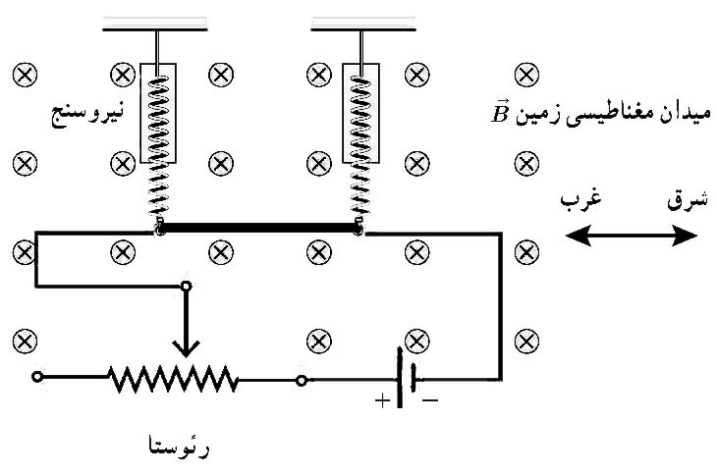 نیروسنج
میدان مغناطیسی زمین B⃗
شرق
غرب
+ −
رئوستا